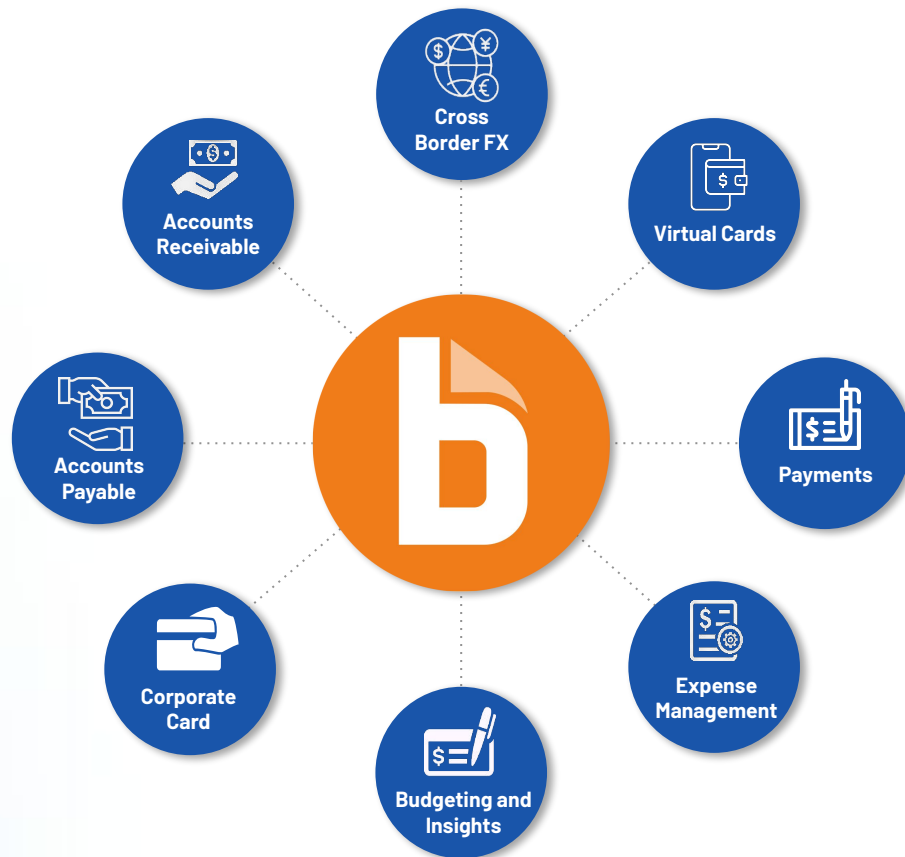 Cross
Border FX
Virtual Cards
Payments
Expense
Management
Budgeting and
Insights
Corporate
Card
Accounts
Payable
Accounts
Receivable
$
¥
€
$
$
$
$
$
b